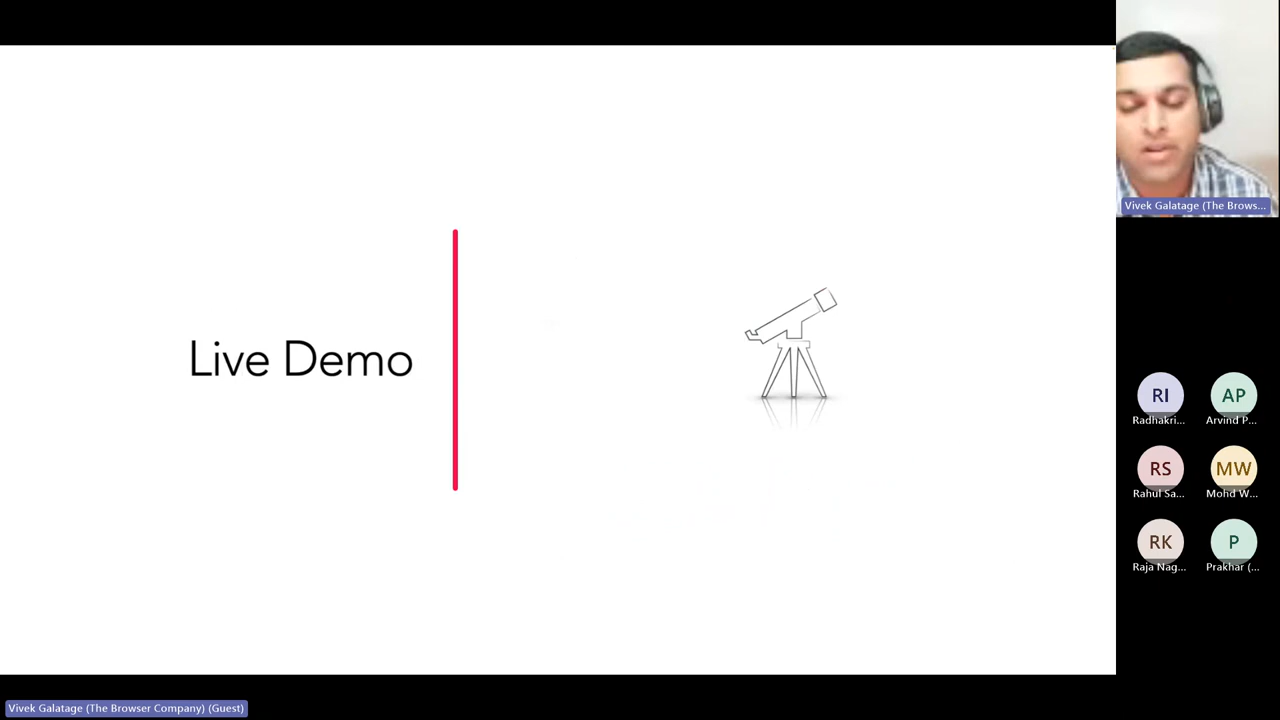 Live Demo
Vivek Galatage (The Brows...
RI
AP
Radhakri...
Arvind P...
RS
MW
Rahul Sa...
Mohd W...
RK
P
Raja Nag...
Prakhar (...
Vivek Galatage (The Browser Company) (Guest)